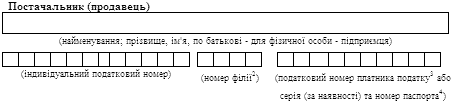 Постачальник (продавець)
(найменування; прізвище, ім'я, по батькові - для фізичної особи - підприємця)
(індивідуальний податковий номер) (номер філії²) (податковий номер платника податку³ або
серія (за наявності) та номер паспорта⁴)